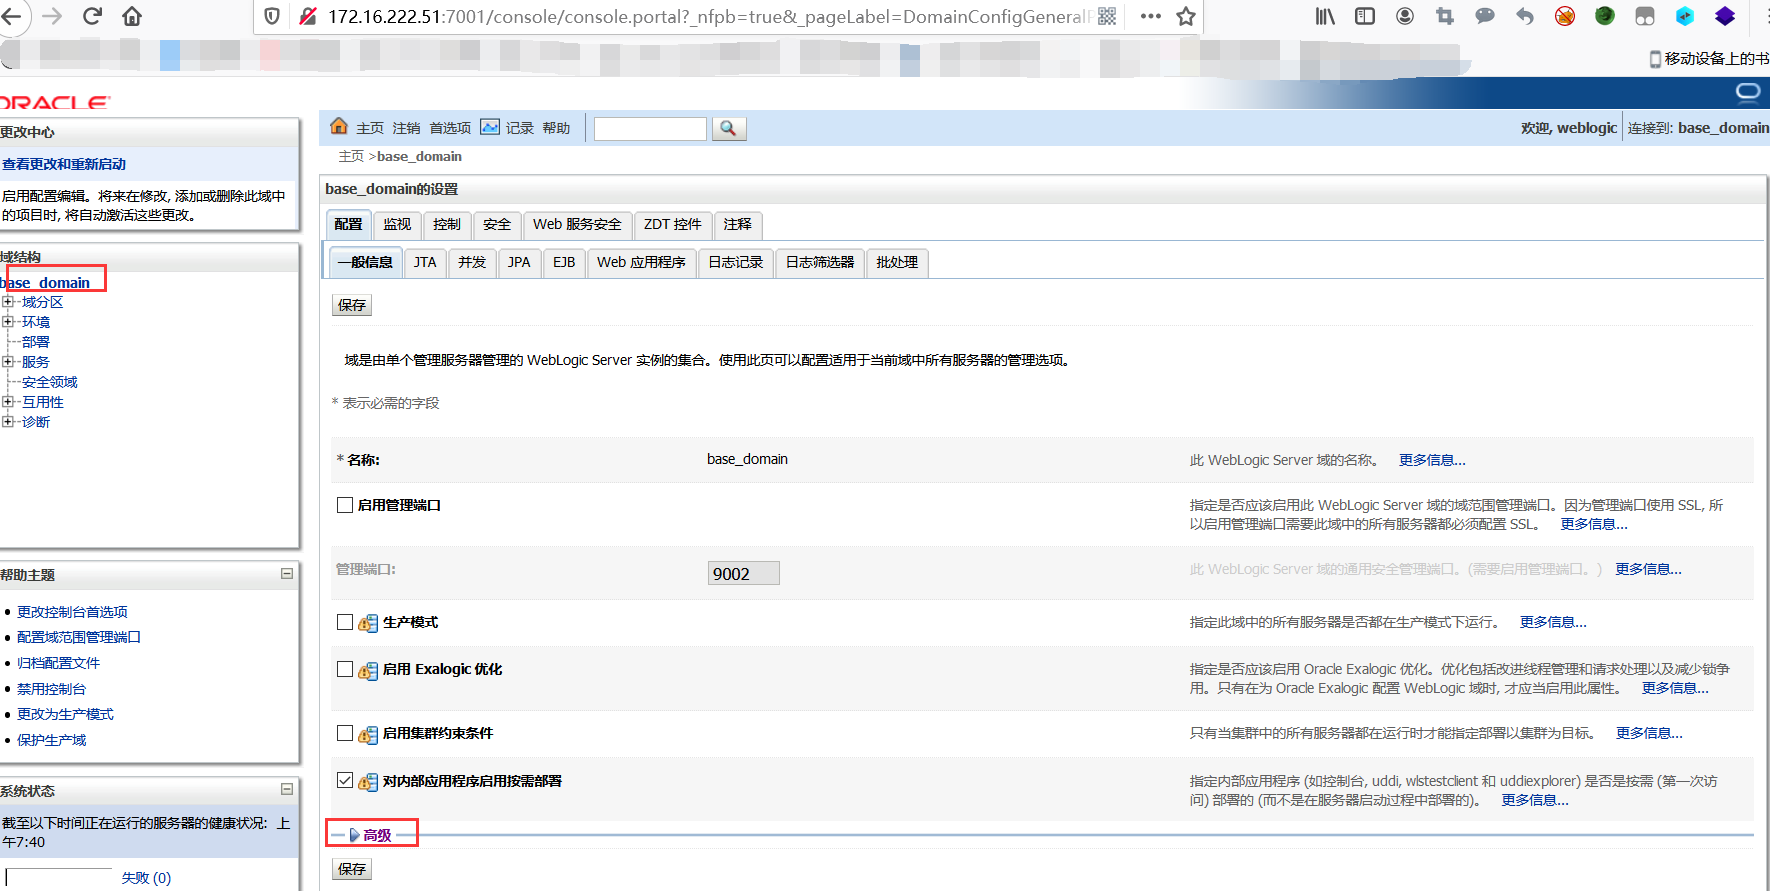 172.16.222.51:7001/console/console.portal?_nfpb=true&_pageLabel=DomainConfigGeneral
移动设备上的书
ORACLE
更改中心
查看更改和重新启动
启用配置编辑。将来在修改, 添加或删除此域中
的项目时, 将自动激活这些更改。
域结构
base_domain
域分区
环境
部署
服务
安全领域
互用性
诊断
帮助主题
更改控制台首选项
配置域范围管理端口
归档配置文件
禁用控制台
更改为生产模式
保护生产域
系统状态
截至以下时间正在运行的服务器的健康状况: 上
午7:40
失败 (0)
主页 注销 首选项 记录 帮助
欢迎, weblogic 连接到: base_domain
主页 >base_domain
base_domain的设置
配置 监视 控制 安全 Web 服务安全 ZDT 控件 注释
一般信息 JTA 并发 JPA EJB Web 应用程序 日志记录 日志筛选器 批处理
保存
域是由单个管理服务器管理的 WebLogic Server 实例的集合。使用此页可以配置适用于当前域中所有服务器的管理选项。
* 表示必需的字段
* 名称: base_domain 此 WebLogic Server 域的名称。 更多信息...
启用管理端口 指定是否应该启用此 WebLogic Server 域的域范围管理端口。因为管理端口使用 SSL, 所
以启用管理端口需要此域中的所有服务器都必须配置 SSL。 更多信息...
管理端口: 9002 此 WebLogic Server 域的通用安全管理端口。(需要启用管理端口。) 更多信息...
生产模式 指定此域中的所有服务器是否都在生产模式下运行。 更多信息...
启用 Exalogic 优化 指定是否应该启用 Oracle Exalogic 优化。优化包括改进线程管理和请求处理以及减少锁争
用。只有在为 Oracle Exalogic 配置 WebLogic 域时, 才应当启用此属性。 更多信息...
启用集群约束条件 只有当集群中的所有服务器都在运行时才能指定部署以集群为目标。 更多信息...
对内部应用程序启用按需部署 指定内部应用程序 (如控制台, uddi, wlstestclient 和 uddiexplorer) 是否是按需 (第一次访
问) 部署的 (而不是在服务器启动过程中部署的)。 更多信息...
高级
保存